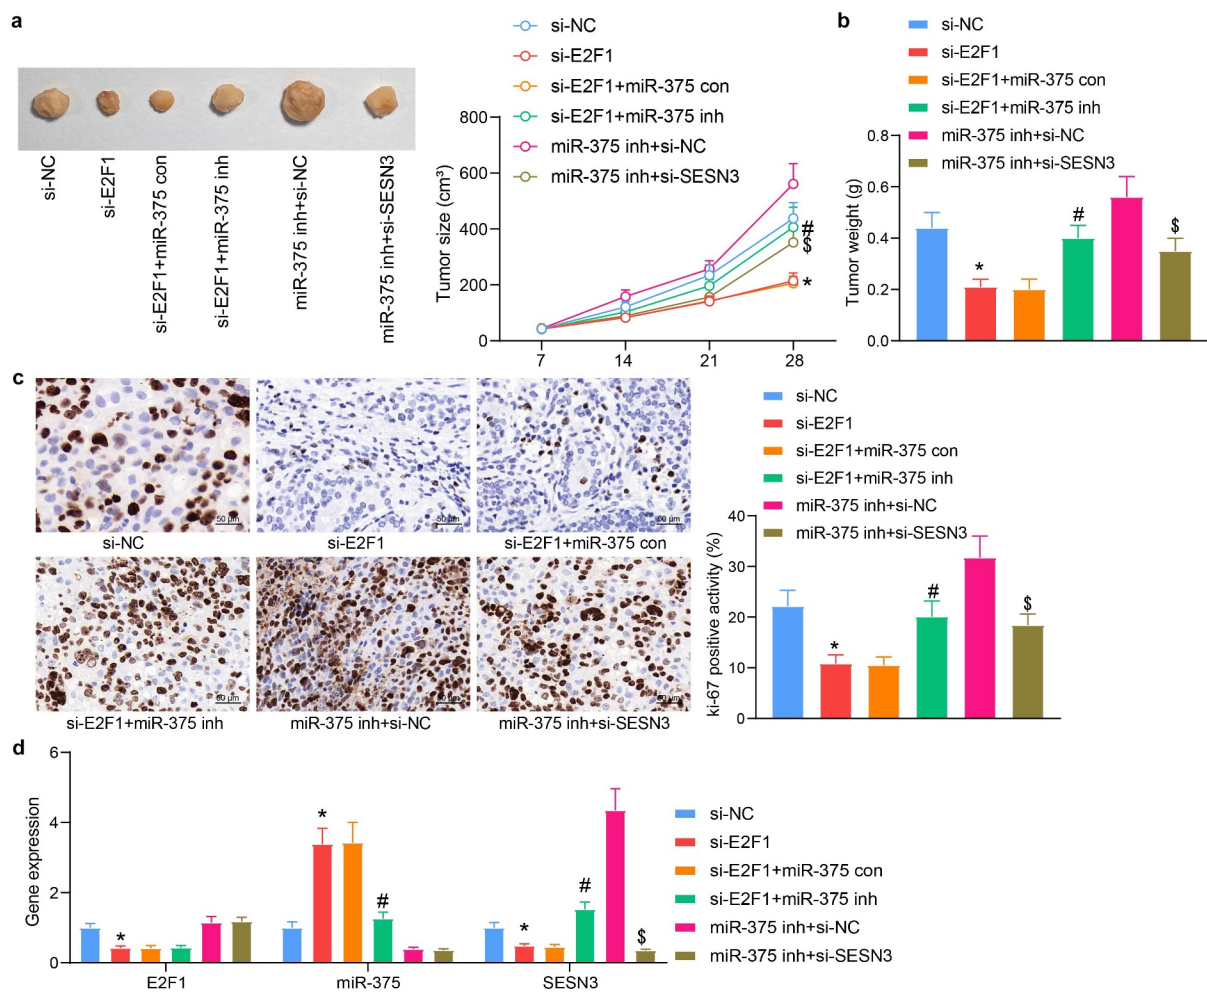 a
si-NC
si-E2F1
si-E2F1+miR-375 con
si-E2F1+miR-375 inh
miR-375 inh+si-NC
miR-375 inh+si-SESN3
si-NC
si-E2F1
si-E2F1+miR-375 con
si-E2F1+miR-375 inh
miR-375 inh+si-NC
miR-375 inh+si-SESN3
Tumor size (cm³)
800
600
400
200
0
7
14
21
28
#
$
*
b
si-NC
si-E2F1
si-E2F1+miR-375 con
si-E2F1+miR-375 inh
miR-375 inh+si-NC
miR-375 inh+si-SESN3
Tumor weight (g)
0.8
0.6
0.4
0.2
0.0
*
#
$
c
50 µm
50 µm
50 µm
si-NC
si-E2F1
si-E2F1+miR-375 con
50 µm
50 µm
50 µm
si-E2F1+miR-375 inh
miR-375 inh+si-NC
miR-375 inh+si-SESN3
si-NC
si-E2F1
si-E2F1+miR-375 con
si-E2F1+miR-375 inh
miR-375 inh+si-NC
miR-375 inh+si-SESN3
ki-67 positive activity (%)
40
30
20
10
0
*
#
$
d
Gene expression
6
4
2
0
*
*
#
*
#
$
E2F1
miR-375
SESN3
si-NC
si-E2F1
si-E2F1+miR-375 con
si-E2F1+miR-375 inh
miR-375 inh+si-NC
miR-375 inh+si-SESN3